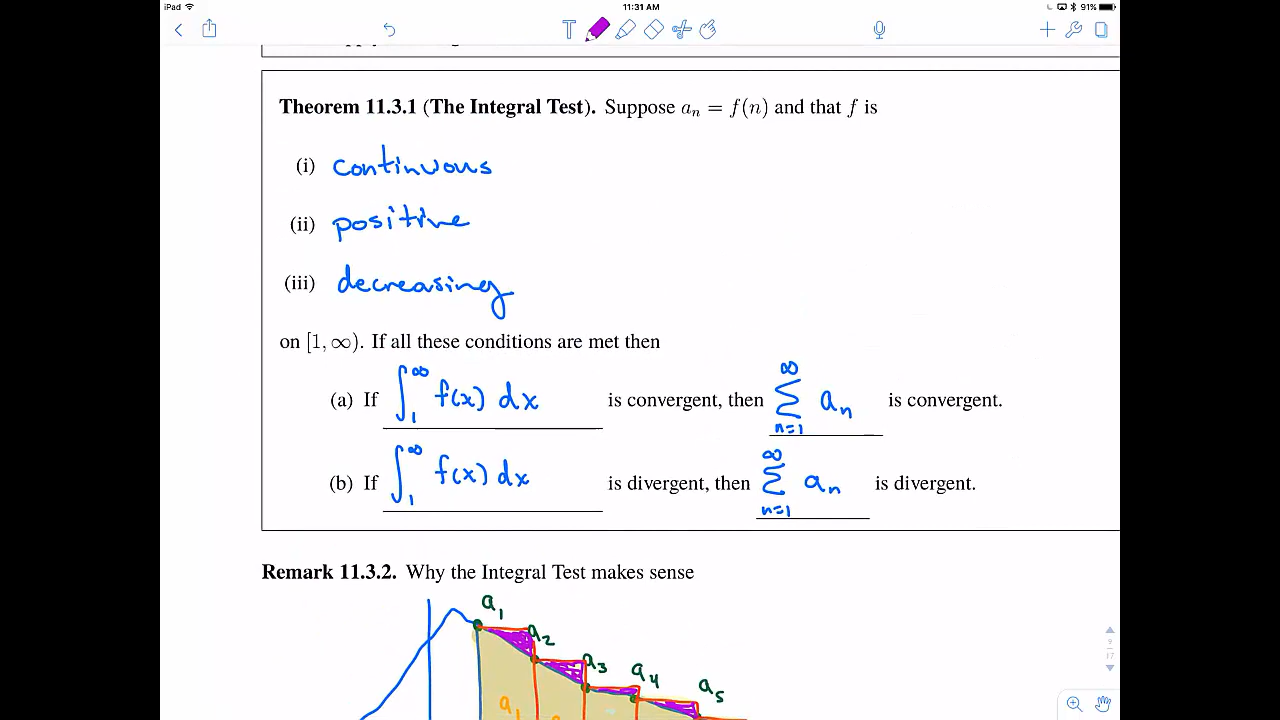 iPad 11:31 AM 91%
T
Theorem 11.3.1 (The Integral Test). Suppose aₙ = f(n) and that f is
(i) continuous
(ii) positive
(iii) decreasing
on [1, ∞). If all these conditions are met then
(a) If ∫₁^∞ f(x) dx is convergent, then ∑_{n=1}^∞ aₙ is convergent.
(b) If ∫₁^∞ f(x) dx is divergent, then ∑_{n=1}^∞ aₙ is divergent.
Remark 11.3.2. Why the Integral Test makes sense
a₁
a₂
a₃
a₄
a₅
a₁
9
17